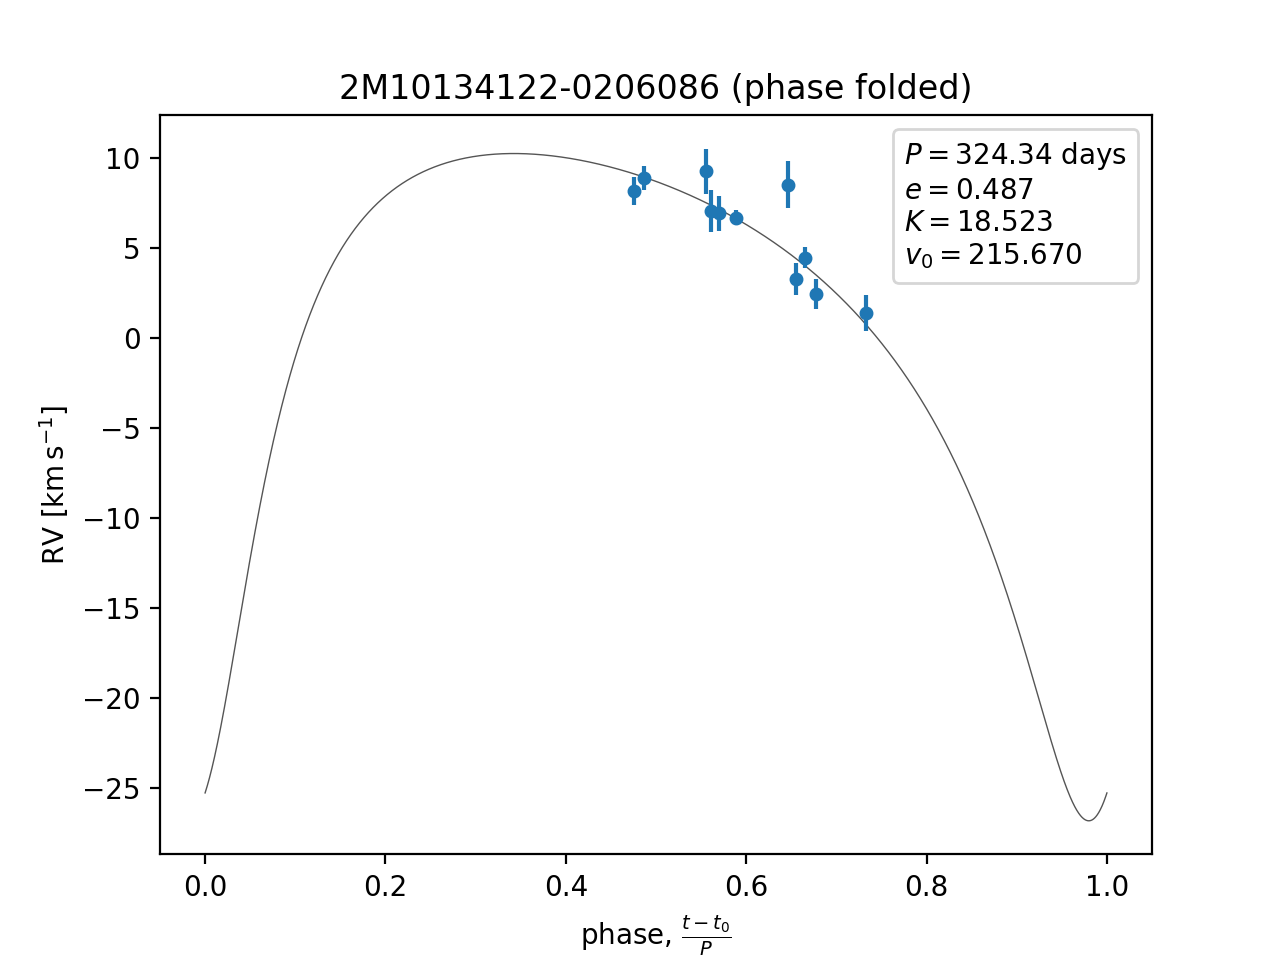 2M10134122-0206086 (phase folded)
P = 324.34 days
e = 0.487
K = 18.523
v₀ = 215.670
RV [km s⁻¹]
10
5
0
−5
−10
−15
−20
−25
0.0 0.2 0.4 0.6 0.8 1.0
phase, (t − t₀)/P